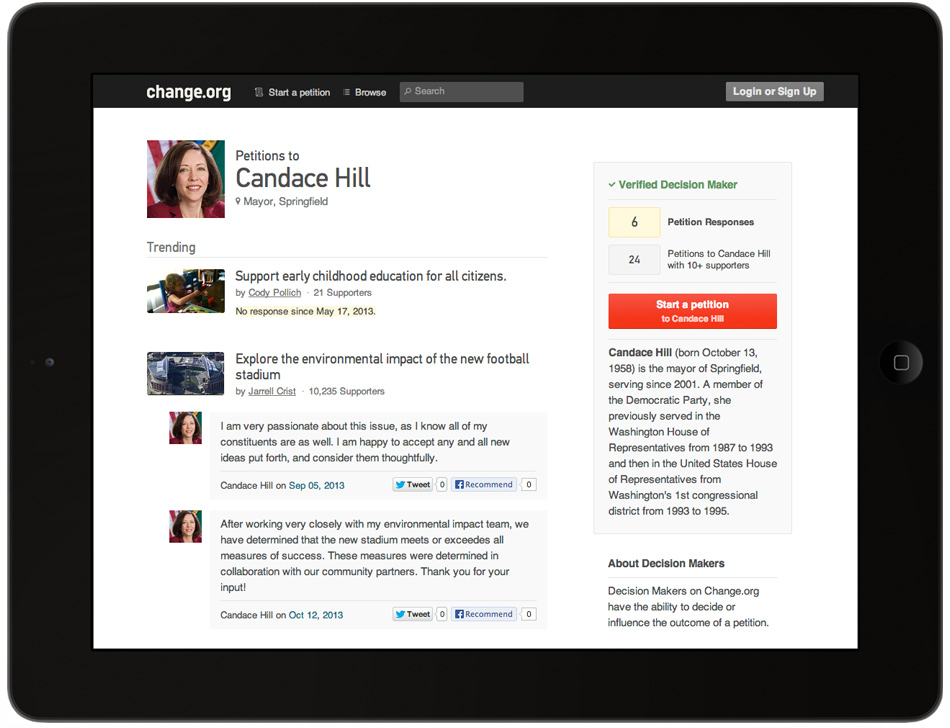 change.org
Start a petition
Browse
Search
Login or Sign Up
Petitions to
Candace Hill
Mayor, Springfield
Trending
Support early childhood education for all citizens.
by Cody Pollich · 21 Supporters
No response since May 17, 2013.
Explore the environmental impact of the new football
stadium
by Jarrell Crist · 10,235 Supporters
I am very passionate about this issue, as I know all of my
constituents are as well. I am happy to accept any and all new
ideas put forth, and consider them thoughtfully.
Candace Hill on Sep 05, 2013
Tweet 0
Recommend 0
After working very closely with my environmental impact team, we
have determined that the new stadium meets or exceedes all
measures of success. These measures were determined in
collaboration with our community partners. Thank you for your
input!
Candace Hill on Oct 12, 2013
Tweet 0
Recommend 0
Verified Decision Maker
6 Petition Responses
24 Petitions to Candace Hill
with 10+ supporters
Start a petition
to Candace Hill
Candace Hill (born October 13,
1958) is the mayor of Springfield,
serving since 2001. A member of
the Democratic Party, she
previously served in the
Washington House of
Representatives from 1987 to 1993
and then in the United States House
of Representatives from
Washington's 1st congressional
district from 1993 to 1995.
About Decision Makers
Decision Makers on Change.org
have the ability to decide or
influence the outcome of a petition.